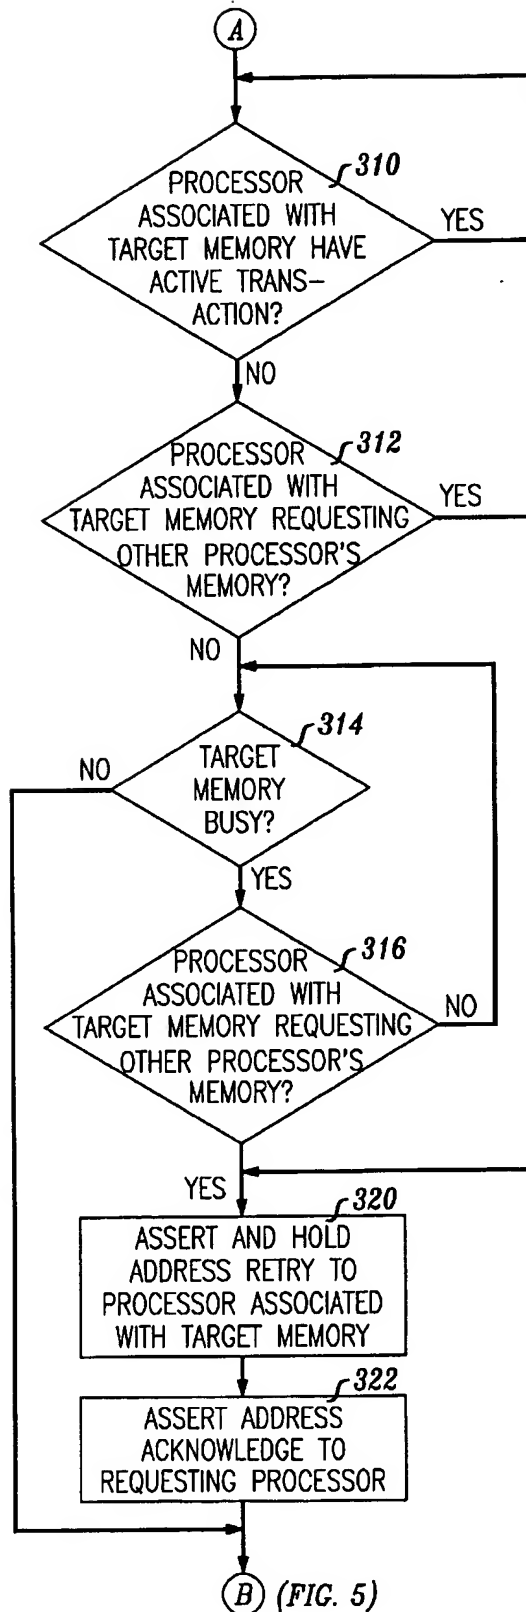 A
310
PROCESSOR
ASSOCIATED WITH
TARGET MEMORY HAVE
ACTIVE TRANS-
ACTION?
YES
NO
312
PROCESSOR
ASSOCIATED WITH
TARGET MEMORY REQUESTING
OTHER PROCESSOR'S
MEMORY?
YES
NO
314
TARGET
MEMORY
BUSY?
NO
YES
316
PROCESSOR
ASSOCIATED WITH
TARGET MEMORY REQUESTING
OTHER PROCESSOR'S
MEMORY?
NO
YES
320
ASSERT AND HOLD
ADDRESS RETRY TO
PROCESSOR ASSOCIATED
WITH TARGET MEMORY
322
ASSERT ADDRESS
ACKNOWLEDGE TO
REQUESTING PROCESSOR
B (FIG. 5)